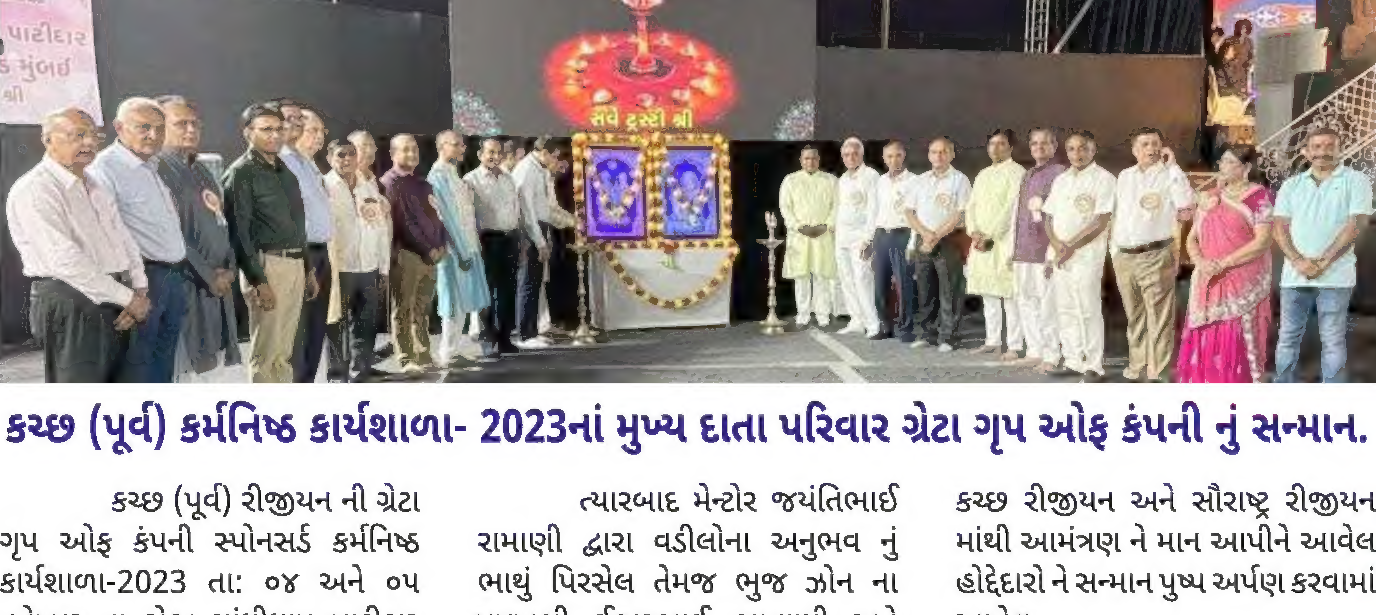 પાટીદાર
મુંબઈ
શ્રી
સર્વે ટ્રસ્ટી શ્રી
કચ્છ (પૂર્વ) કર્મનિષ્ઠ કાર્યશાળા- 2023નાં મુખ્ય દાતા પરિવાર ગ્રેટા ગૃપ ઓફ કંપની નું સન્માન.
કચ્છ (પૂર્વ) રીજીયન ની ગ્રેટા
ગૃપ ઓફ કંપની સ્પોનસર્ડ કર્મનિષ્ઠ
કાર્યશાળા-2023 તા: ૦૪ અને ૦૫
ત્યારબાદ મેન્ટોર જયંતિભાઈ
રામાણી દ્વારા વડીલોના અનુભવ નું
ભાથું પિરસેલ તેમજ ભુજ ઝોન ના
કચ્છ રીજીયન અને સૌરાષ્ટ્ર રીજીયન
માંથી આમંત્રણ ને માન આપીને આવેલ
હોદ્દેદારો ને સન્માન પુષ્પ અર્પણ કરવામાં